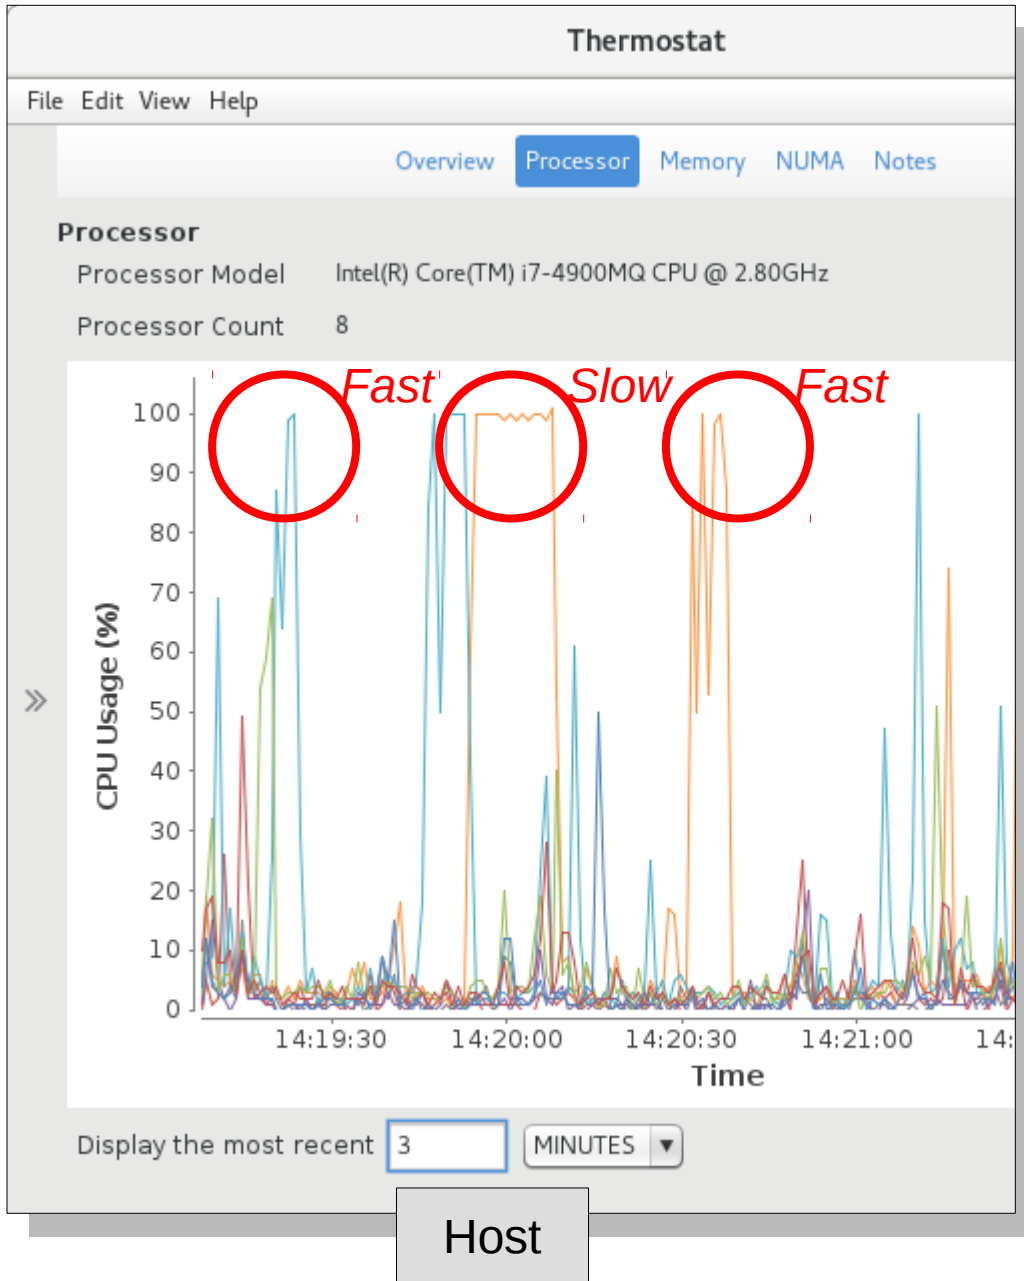 Thermostat
File Edit View Help
Overview Processor Memory NUMA Notes
Processor
Processor Model Intel(R) Core(TM) i7-4900MQ CPU @ 2.80GHz
Processor Count 8
Fast Slow Fast
100
90
80
70
60
50
40
30
20
10
0
CPU Usage (%)
14:19:30 14:20:00 14:20:30 14:21:00 14:
Time
Display the most recent 3 MINUTES
Host